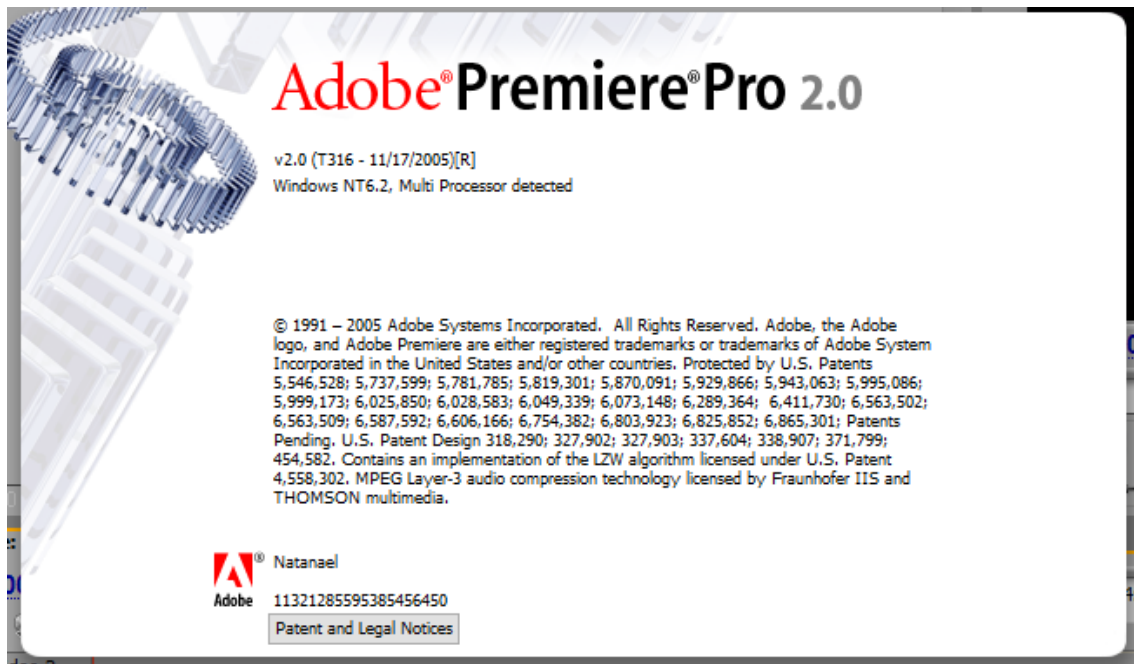 Adobe® Premiere® Pro 2.0
v2.0 (T316 - 11/17/2005)[R]
Windows NT6.2, Multi Processor detected
© 1991 – 2005 Adobe Systems Incorporated.  All Rights Reserved. Adobe, the Adobe
logo, and Adobe Premiere are either registered trademarks or trademarks of Adobe System
Incorporated in the United States and/or other countries. Protected by U.S. Patents
5,546,528; 5,737,599; 5,781,785; 5,819,301; 5,870,091; 5,929,866; 5,943,063; 5,995,086;
5,999,173; 6,025,850; 6,028,583; 6,049,339; 6,073,148; 6,289,364;  6,411,730; 6,563,502;
6,563,509; 6,587,592; 6,606,166; 6,754,382; 6,803,923; 6,825,852; 6,865,301; Patents
Pending. U.S. Patent Design 318,290; 327,902; 327,903; 337,604; 338,907; 371,799;
454,582. Contains an implementation of the LZW algorithm licensed under U.S. Patent
4,558,302. MPEG Layer-3 audio compression technology licensed by Fraunhofer IIS and
THOMSON multimedia.
® Natanael
Adobe 11321285595385456450
Patent and Legal Notices